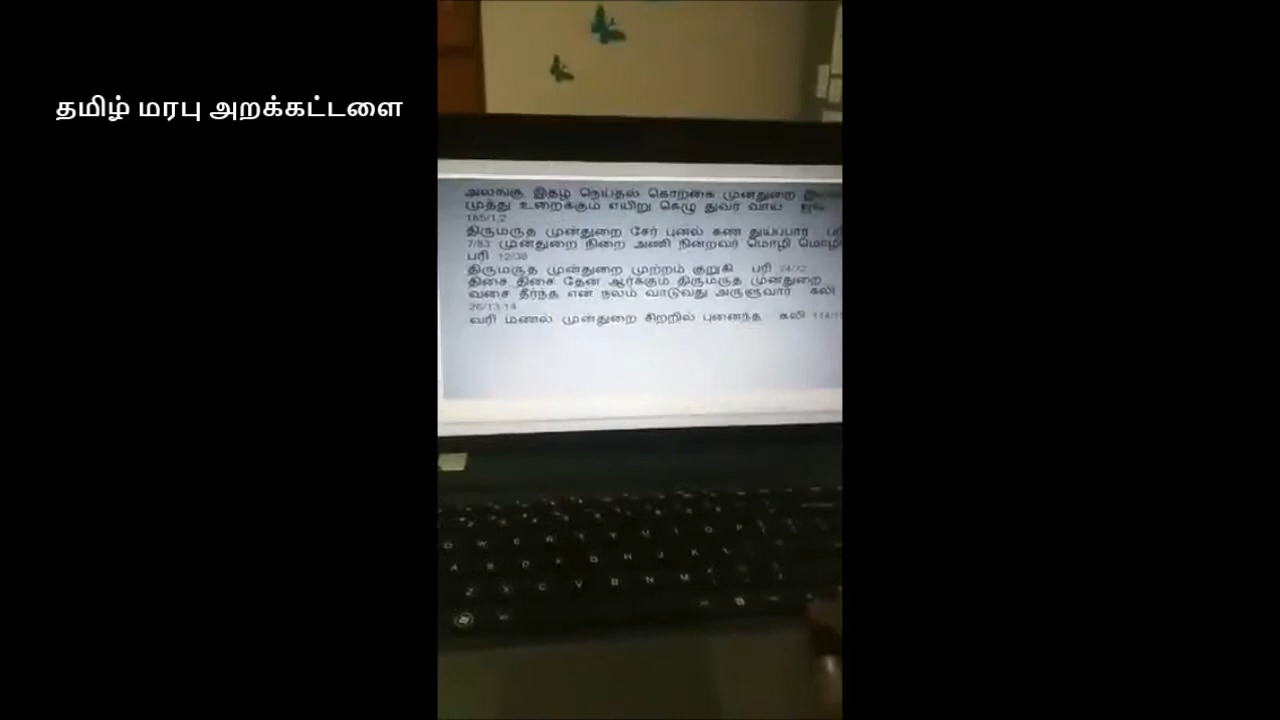 தமிழ் மரபு அறக்கட்டளை
அலங்கு இதழ் நெய்தல் கொற்கை முன்துறை
முத்து உறைக்கும் எயிறு கெழு துவர் வாய்
185/1,2
திருமருத முன்துறை சேர் புனல் கண் துய்ப்பார்
7/83 முன்துறை நிறை அணி நின்றவர் மொழி மொழி
பரி 12/38
திருமருத முன்துறை முற்றம் குறுகி பரி 24/72
திசை திசை தேன் ஆர்க்கும் திருமருத முன்துறை
வசை தீர்ந்த என் நலம் வாடுவது அருளுவார் கலி
26/13,14
வரி மணல் முன்துறை சிற்றில் புனைந்த கலி